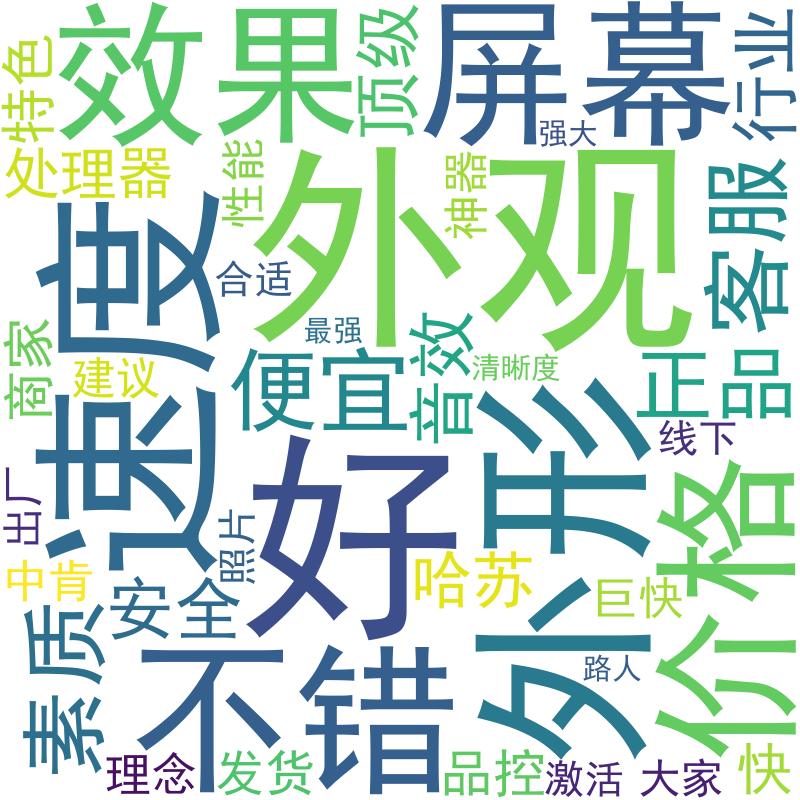 特色
效果
顶级
屏幕
行业
强大
处理器
性能
神器
外观
客服
速度
合适
最强
商家
建议
便宜
音效
清晰度
正品
线下
好
外形
价格
出厂
照片
中肯
安全
哈苏
巨快
素质
不错
路人
理念
发货
品控
激活
大家
快